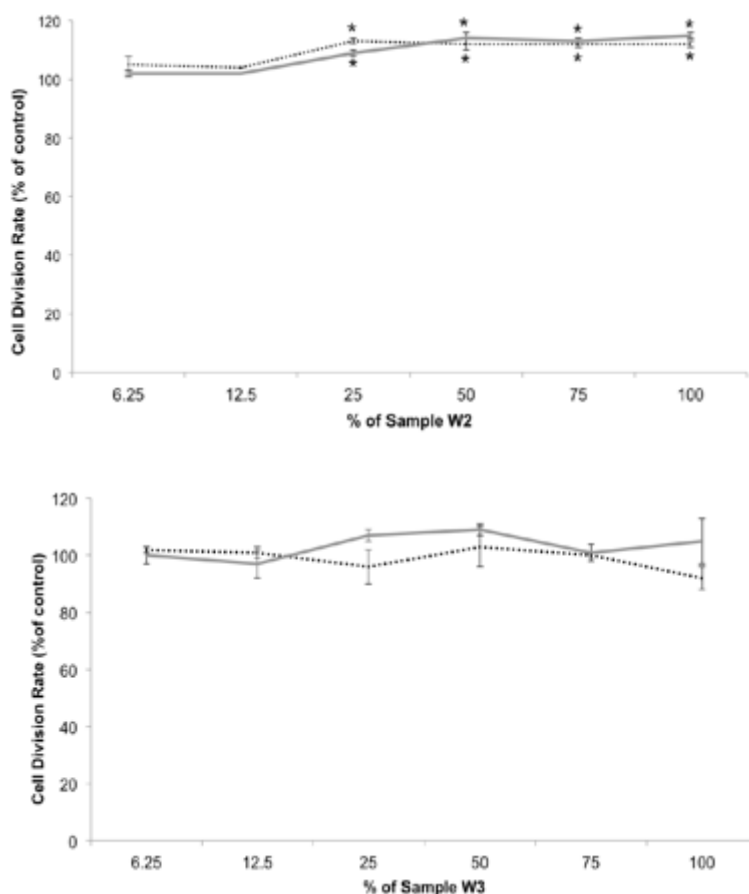 120
100
80
60
40
20
0
Cell Division Rate (% of control)
* * * *
* * * *
6.25 12.5 25 50 75 100
% of Sample W2
120
100
80
60
40
20
0
Cell Division Rate (%of control)
6.25 12.5 25 50 75 100
% of Sample W3